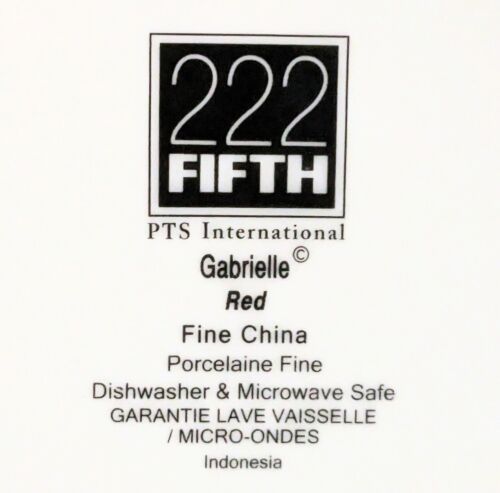 222
FIFTH
PTS International
Gabrielle©
Red
Fine China
Porcelaine Fine
Dishwasher & Microwave Safe
GARANTIE LAVE VAISSELLE
/ MICRO-ONDES
Indonesia